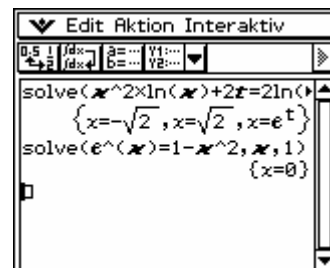 Edit Aktion Interaktiv
solve(x^2×ln(x)+2t=2ln(
{x=-√2 ,x=√2 ,x=e^t}
solve(e^(x)=1-x^2,x,1)
{x=0}